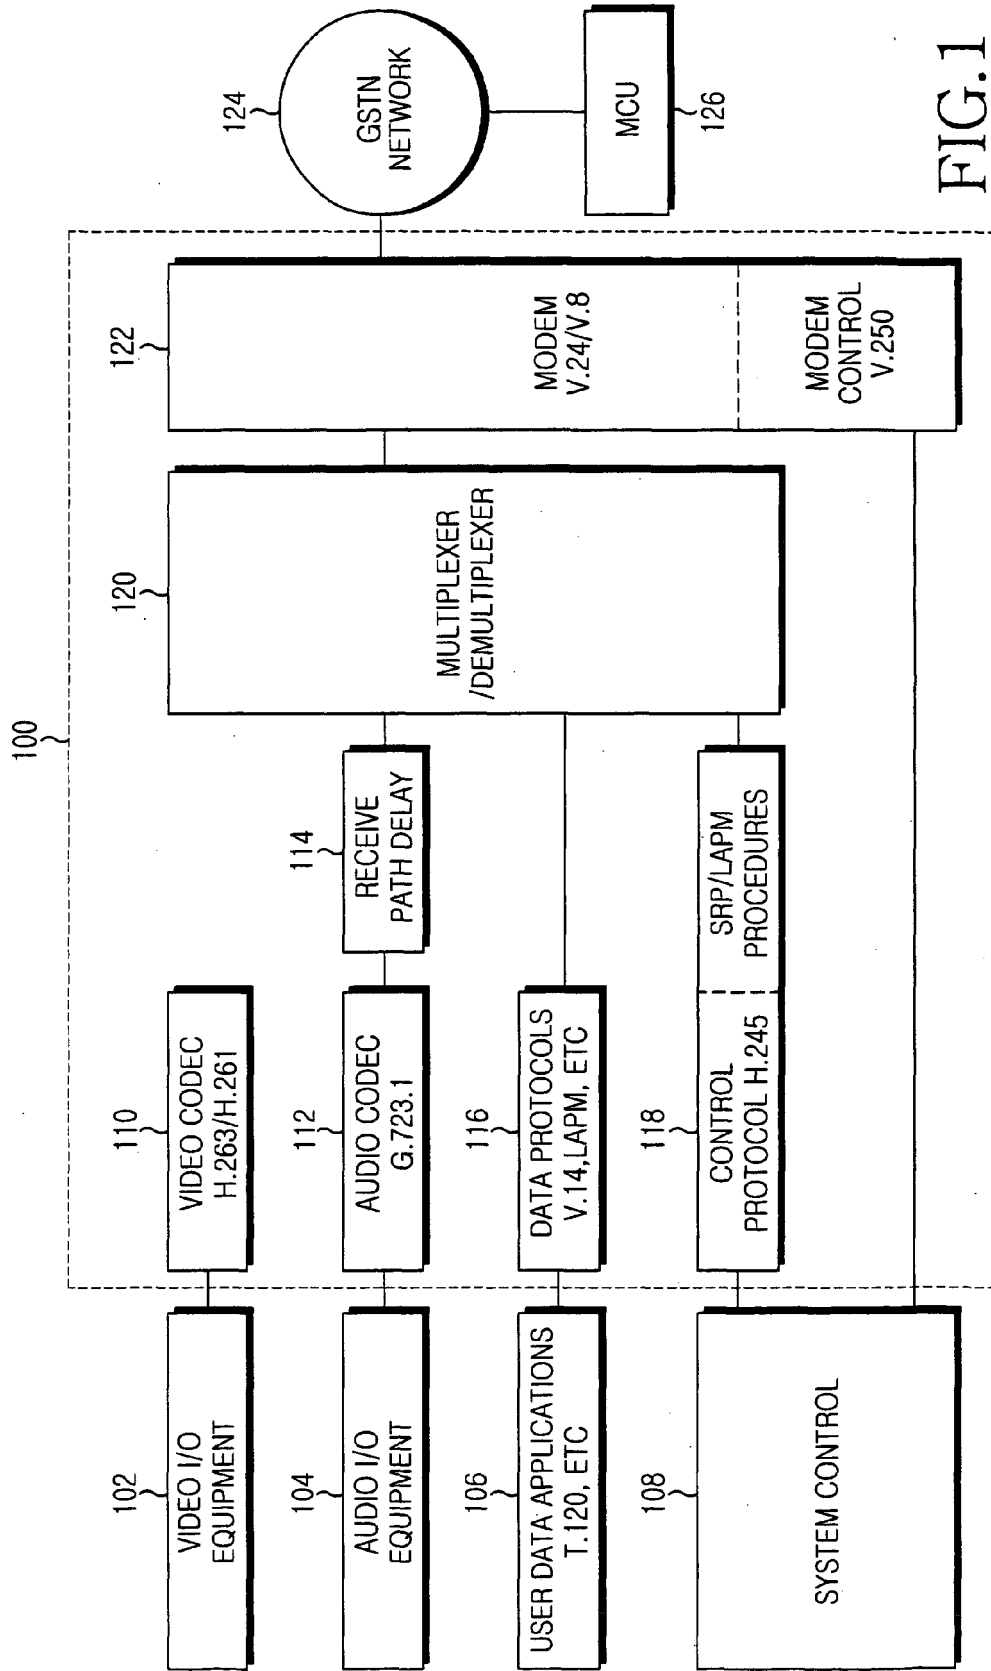 100
102
VIDEO I/O
EQUIPMENT
110
VIDEO CODEC
H.263/H.261
104
AUDIO I/O
EQUIPMENT
112
AUDIO CODEC
G.723.1
114
RECEIVE
PATH DELAY
106
USER DATA APPLICATIONS
T.120, ETC
116
DATA PROTOCOLS
V.14,LAPM, ETC
108
SYSTEM CONTROL
118
CONTROL
PROTOCOL H.245
SRP/LAPM
PROCEDURES
120
MULTIPLEXER
/DEMULTIPLEXER
122
MODEM
V.24/V.8
MODEM
CONTROL
V.250
124
GSTN
NETWORK
MCU
126
FIG.1